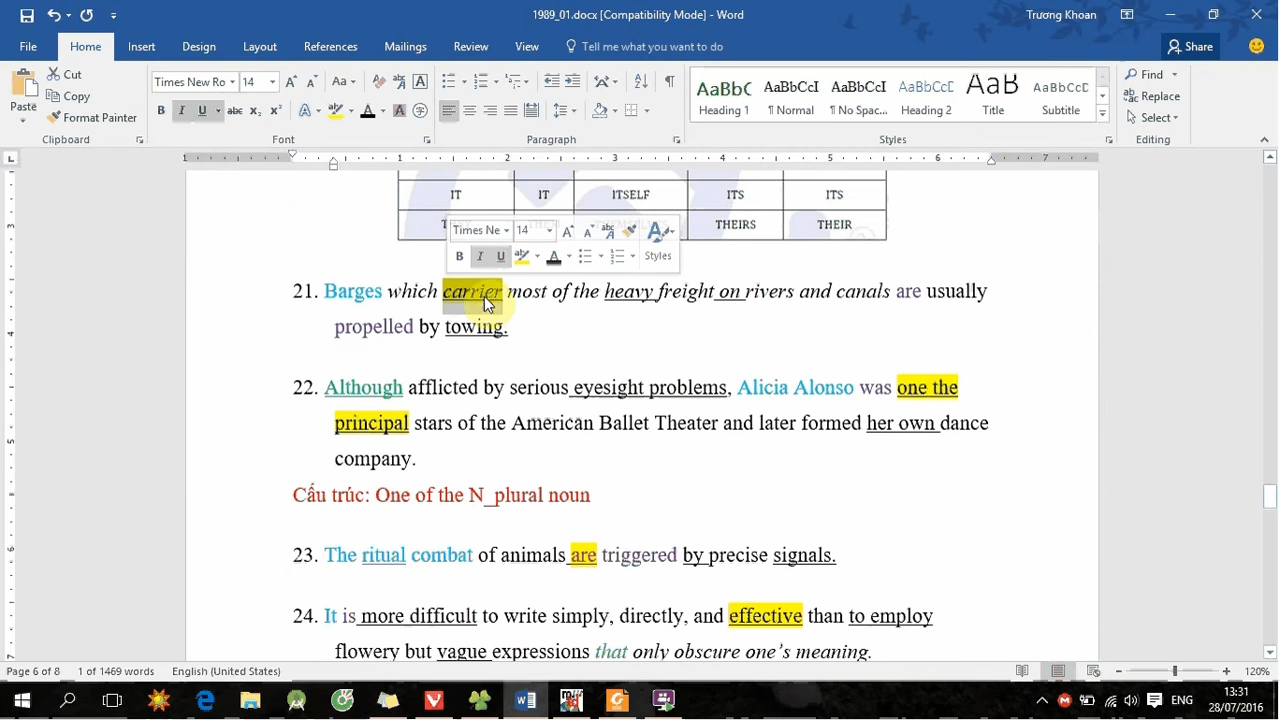 1989_01.docx [Compatibility Mode] - Word
Trương Khoan
File Home Insert Design Layout References Mailings Review View Tell me what you want to do Share
Paste
Cut
Copy
Format Painter
Times New Ro 14
Aa
Clipboard Font Paragraph Styles Editing
AaBbC
Heading 1
AaBbCcI
¶ Normal
AaBbCcI
¶ No Spac...
AaBbCcI
Heading 2
AaB
Title
AaBbCcI
Subtitle
Find
Replace
Select
IT IT ITSELF ITS ITS
THEIRS THEIR
Times Ne 14
Styles
21. Barges which carrier most of the heavy freight on rivers and canals are usually
propelled by towing.
22. Although afflicted by serious eyesight problems, Alicia Alonso was one the
principal stars of the American Ballet Theater and later formed her own dance
company.
Cấu trúc: One of the N_plural noun
23. The ritual combat of animals are triggered by precise signals.
24. It is more difficult to write simply, directly, and effective than to employ
flowery but vague expressions that only obscure one's meaning.
Page 6 of 8 1 of 1469 words English (United States) 120%
ENG
13:31
28/07/2016